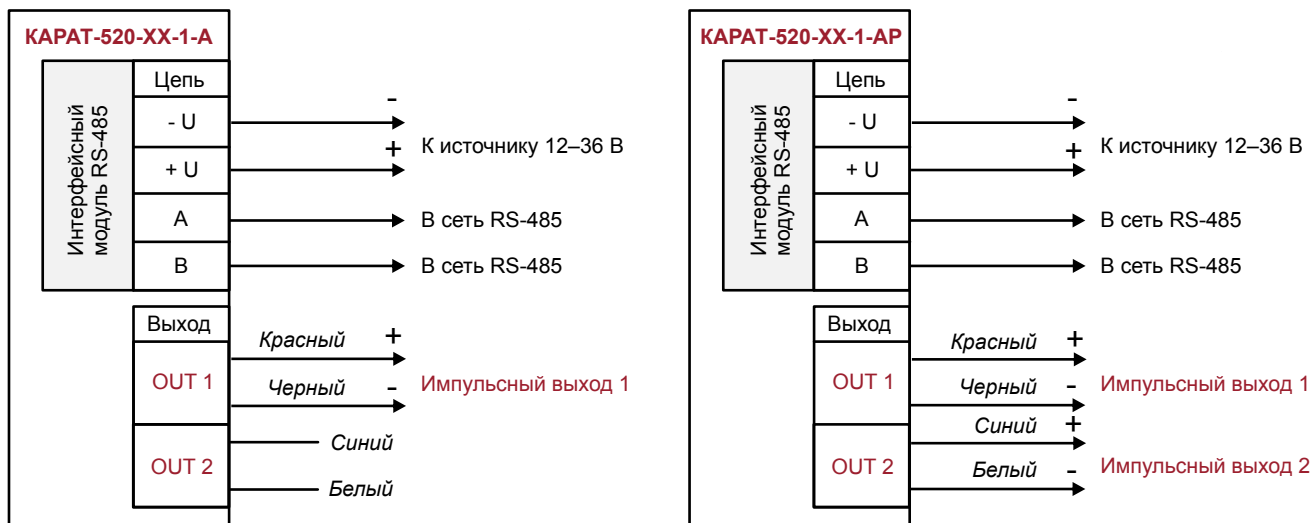 КАРАТ-520-ХХ-1-А
Интерфейсный
модуль RS-485
Цепь
- U
-
+ U
+
К источнику 12–36 В
A
В сеть RS-485
B
В сеть RS-485
Выход
OUT 1
Красный +
Черный -
Импульсный выход 1
OUT 2
Синий
Белый
КАРАТ-520-ХХ-1-АР
Интерфейсный
модуль RS-485
Цепь
- U
-
+ U
+
К источнику 12–36 В
A
В сеть RS-485
B
В сеть RS-485
Выход
OUT 1
Красный +
Черный -
Импульсный выход 1
OUT 2
Синий +
Белый -
Импульсный выход 2